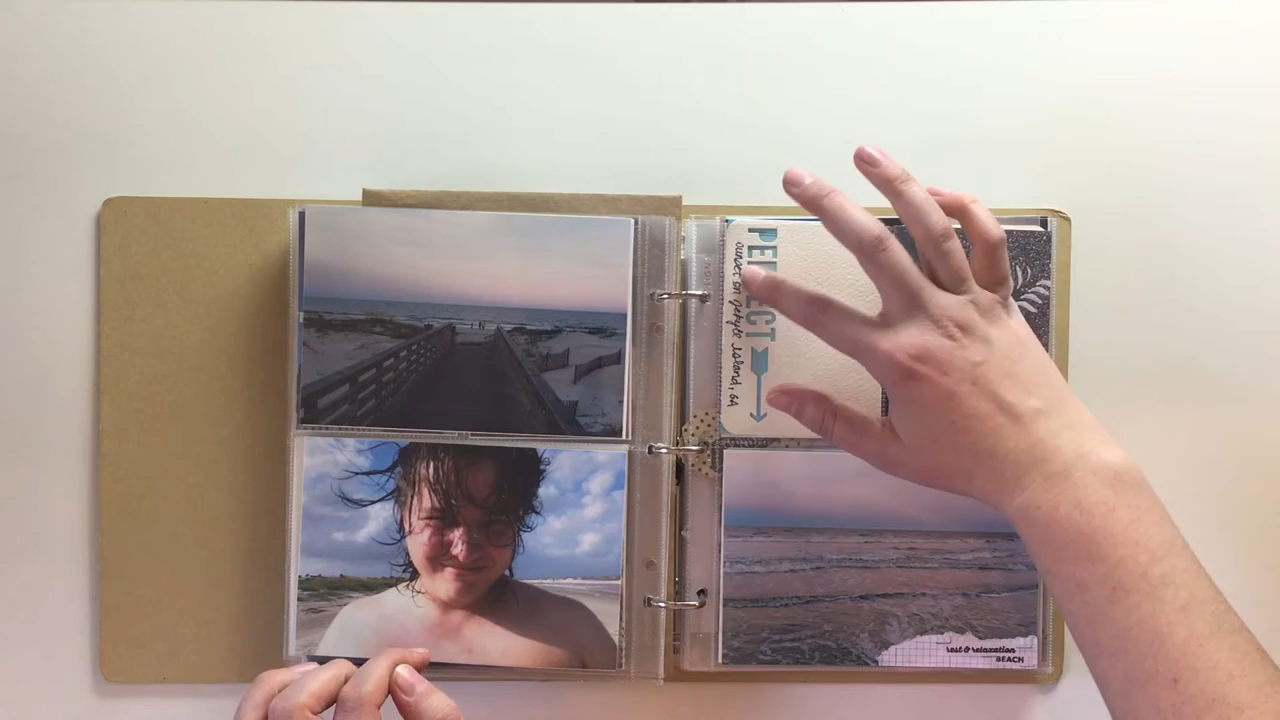 PERFECT
sunset on Jekyll Island, GA
rest & relaxation
BEACH